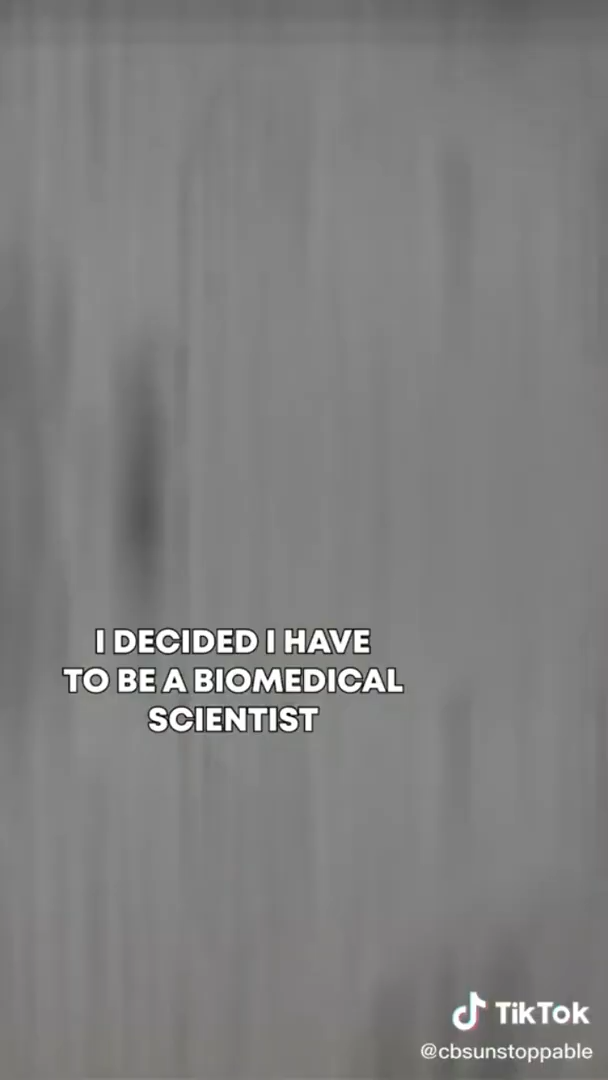 I DECIDED I HAVE
TO BE A BIOMEDICAL
SCIENTIST
TikTok
@cbsunstoppable